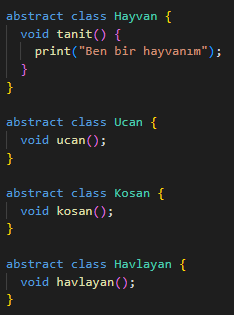 abstract class Hayvan {
  void tanit() {
    print("Ben bir hayvanım");
  }
}

abstract class Ucan {
  void ucan();
}

abstract class Kosan {
  void kosan();
}

abstract class Havlayan {
  void havlayan();
}